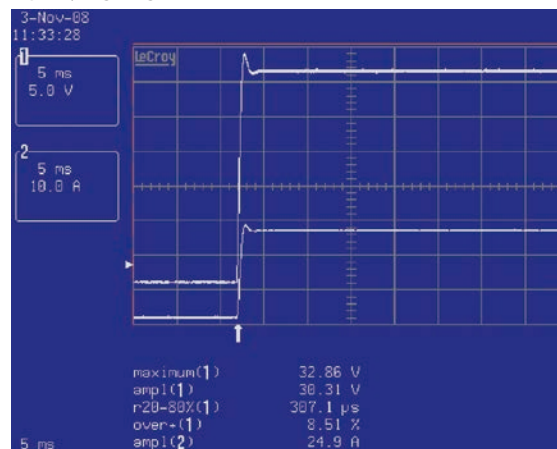 3-Nov-08
11:33:28
1
5 ms
5.0 V
LeCroy
2
5 ms
10.0 A
maximum(1) 32.86 V
ampl(1) 30.31 V
r20-80%(1) 307.1 µs
over+(1) 8.51 %
ampl(2) 24.9 A
5 ms